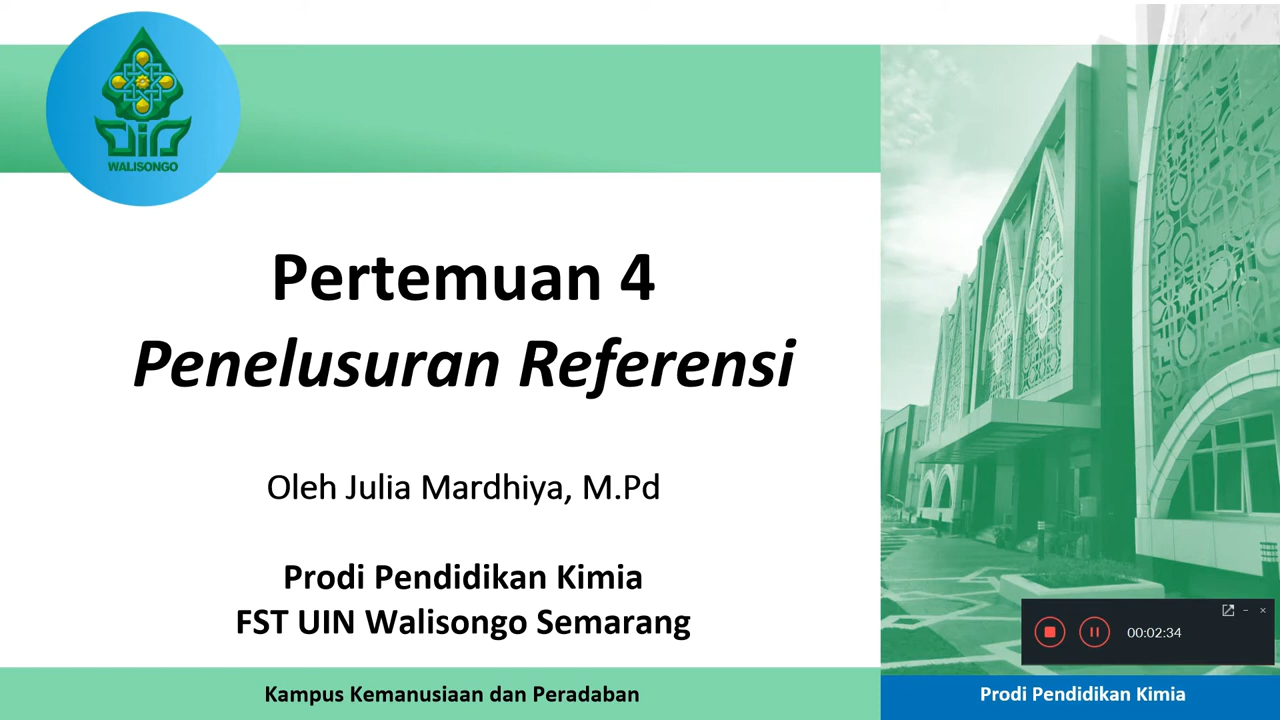 UIN
WALISONGO
Pertemuan 4
Penelusuran Referensi
Oleh Julia Mardhiya, M.Pd
Prodi Pendidikan Kimia
FST UIN Walisongo Semarang
00:02:34
Kampus Kemanusiaan dan Peradaban
Prodi Pendidikan Kimia